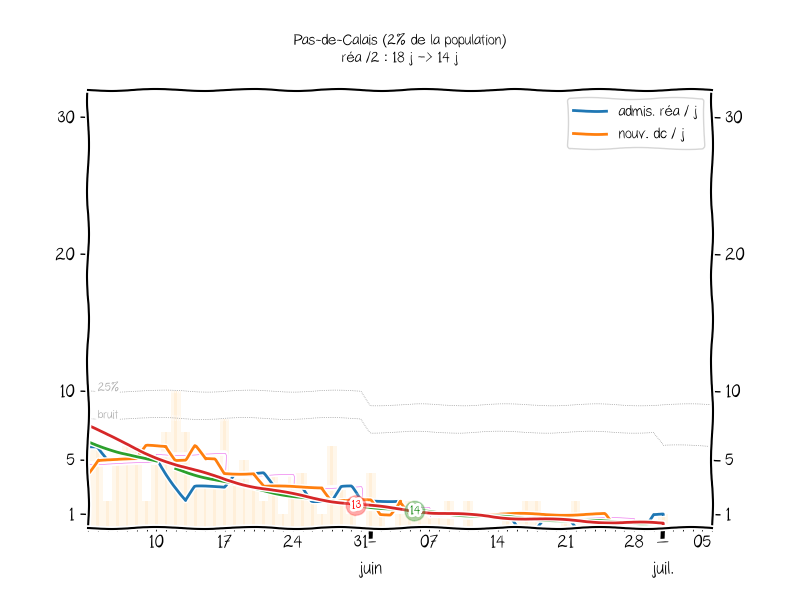 Pas-de-Calais (2% de la population)
réa /2 : 18 j -> 14 j
admis. réa / j
nouv. dc / j
30
30
20
20
10
10
25%
bruit
5
5
1
1
13
14
10 17 24 31 07 14 21 28 05
juin juil.